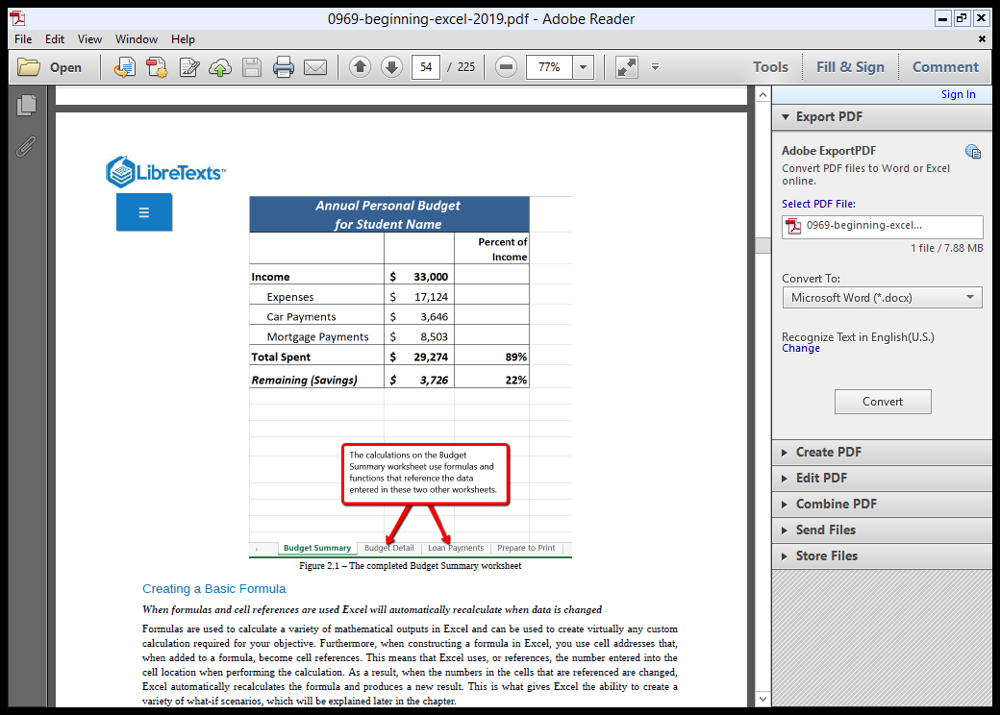 0969-beginning-excel-2019.pdf - Adobe Reader
File Edit View Window Help
Open 54 / 225 77% Tools Fill & Sign Comment
Sign In
Export PDF
Adobe ExportPDF
Convert PDF files to Word or Excel
online.
Select PDF File:
0969-beginning-excel...
1 file / 7.88 MB
Convert To:
Microsoft Word (*.docx)
Recognize Text in English(U.S.)
Change
Convert
Create PDF
Edit PDF
Combine PDF
Send Files
Store Files
LibreTexts™
Annual Personal Budget
for Student Name
Percent of
Income
Income $ 33,000
Expenses $ 17,124
Car Payments $ 3,646
Mortgage Payments $ 8,503
Total Spent $ 29,274 89%
Remaining (Savings) $ 3,726 22%
The calculations on the Budget
Summary worksheet use formulas and
functions that reference the data
entered in these two other worksheets.
Budget Summary Budget Detail Loan Payments Prepare to Print
Figure 2.1 – The completed Budget Summary worksheet
Creating a Basic Formula
When formulas and cell references are used Excel will automatically recalculate when data is changed
Formulas are used to calculate a variety of mathematical outputs in Excel and can be used to create virtually any custom
calculation required for your objective. Furthermore, when constructing a formula in Excel, you use cell addresses that,
when added to a formula, become cell references. This means that Excel uses, or references, the number entered into the
cell location when performing the calculation. As a result, when the numbers in the cells that are referenced are changed,
Excel automatically recalculates the formula and produces a new result. This is what gives Excel the ability to create a
variety of what-if scenarios, which will be explained later in the chapter.